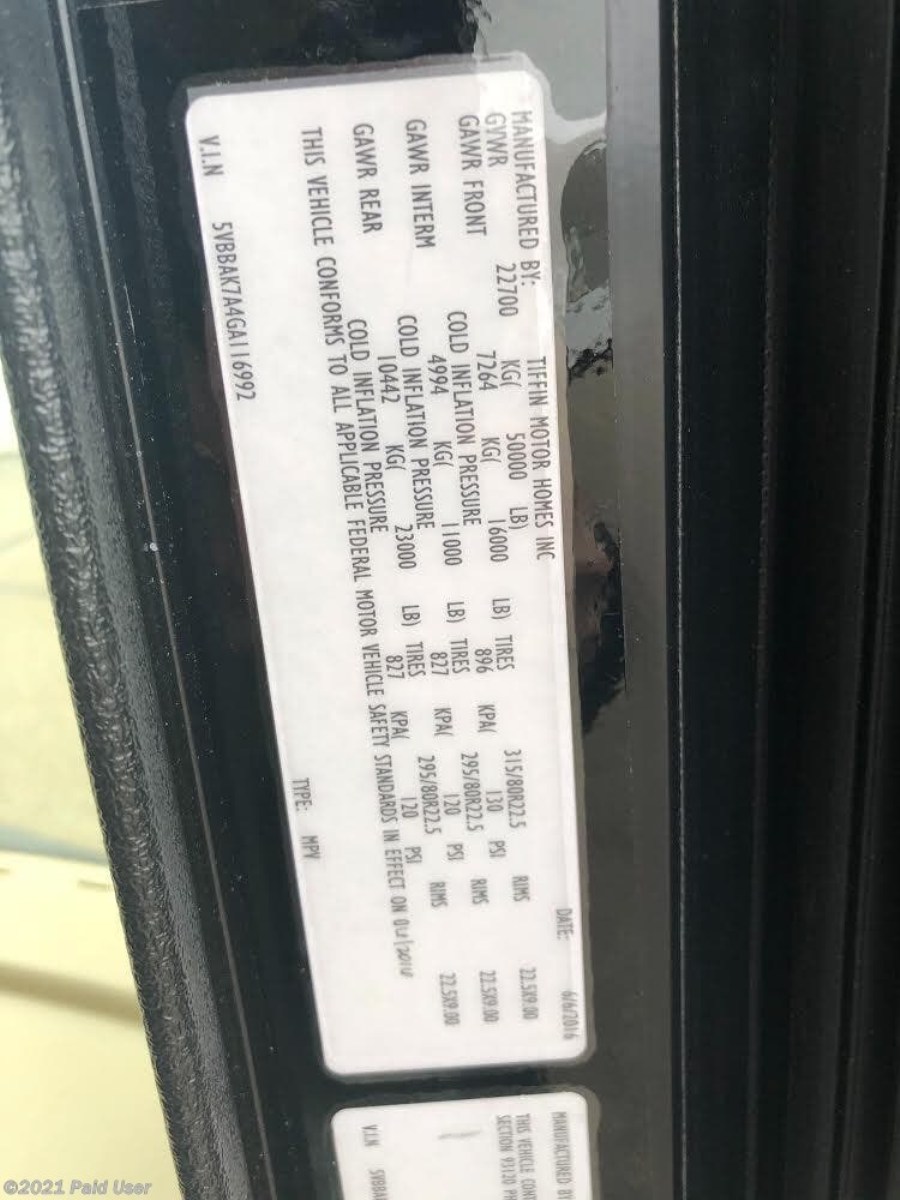 MANUFACTURED BY: TIFFIN MOTOR HOMES INC DATE: 6/6/2016
GVWR 22700 KG( 50000 LB)
GAWR FRONT 7264 KG( 16000 LB) TIRES 315/80R22.5 RIMS 22.5X9.00
COLD INFLATION PRESSURE 896 KPA( 130 PSI
GAWR INTERM 4994 KG( 11000 LB) TIRES 295/80R22.5 RIMS 22.5X9.00
COLD INFLATION PRESSURE 827 KPA( 120 PSI
GAWR REAR 10442 KG( 23000 LB) TIRES 295/80R22.5 RIMS 22.5X9.00
COLD INFLATION PRESSURE 827 KPA( 120 PSI
THIS VEHICLE CONFORMS TO ALL APPLICABLE FEDERAL MOTOR VEHICLE SAFETY STANDARDS IN EFFECT ON
TYPE: MPV
V.I.N 5VBBAK7A4GA116992
MANUFACTURED BY
THIS VEHICLE CON
SECTION 93120
V.I.N 5VBBA
©2021 Paid User